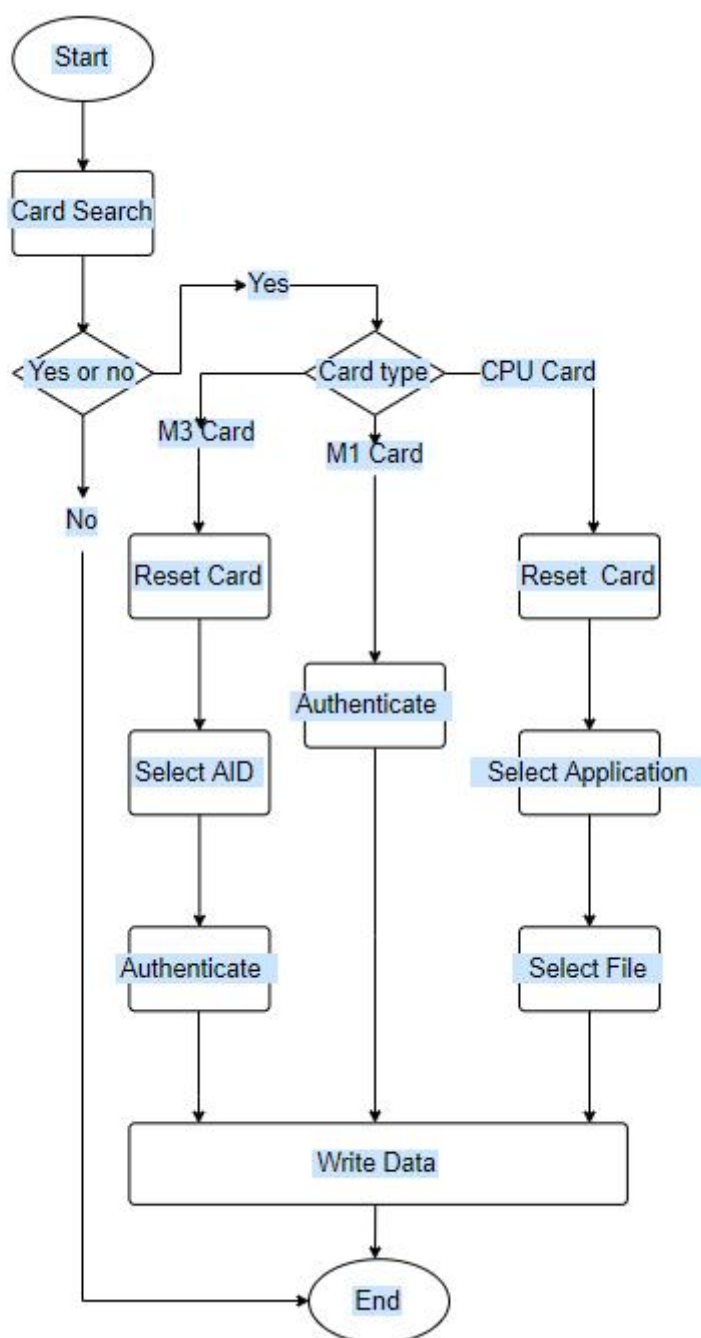 Start
Card Search
Yes
Yes or no
Card type
CPU Card
M3 Card
M1 Card
No
Reset Card
Reset  Card
Authenticate
Select AID
Select Application
Authenticate
Select File
Write Data
End